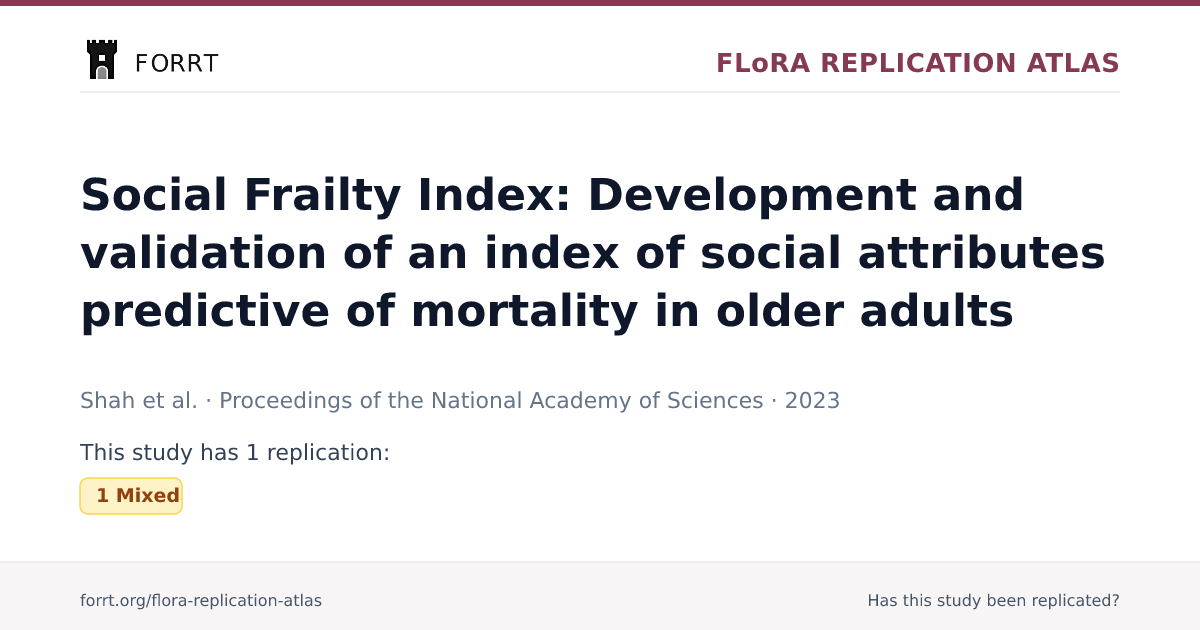 FORRT
FLoRA REPLICATION ATLAS
Social Frailty Index: Development and
validation of an index of social attributes
predictive of mortality in older adults
Shah et al. · Proceedings of the National Academy of Sciences · 2023
This study has 1 replication:
1 Mixed
forrt.org/flora-replication-atlas
Has this study been replicated?